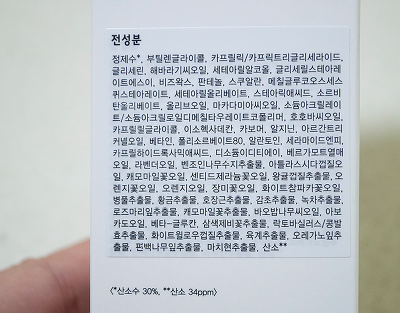 전성분
정제수*, 부틸렌글라이콜, 카프릴릭/카프릭트리글리세라이드,
글리세린, 해바라기씨오일, 세테아릴알코올, 글리세릴스테아레
이트에스이, 비즈왁스, 판테놀, 스쿠알란, 메칠글루코오스세스
퀴스테아레이트, 세테아릴올리베이트, 스테아릭애씨드, 소르비
탄올리베이트, 올리브오일, 마카다미아씨오일, 소듐아크릴레이
트/소듐아크릴로일디메칠타우레이트코폴리머, 호호바씨오일,
카프릴릴글라이콜, 이소헥사데칸, 카보머, 알지닌, 아르간트리
커넬오일, 베타인, 폴리소르베이트80, 알란토인, 세라마이드엔피,
카프릴하이드록사믹애씨드, 디소듐이디티에이, 베르가모트열매
오일, 라벤더오일, 벤조인나무수지추출물, 아틀라스시다껍질오
일, 캐모마일꽃오일, 센티드제라늄꽃오일, 왕귤껍질추출물, 오
렌지꽃오일, 오렌지오일, 장미꽃오일, 화이트참파카꽃오일,
병풀추출물, 황금추출물, 호장근추출물, 감초추출물, 녹차추출물,
로즈마리잎추출물, 캐모마일꽃추출물, 바오밥나무씨오일, 아보
카도오일, 베타-글루칸, 삼색제비꽃추출물, 락토바실러스/콩발
효추출물, 화이트윌로우껍질추출물, 육계추출물, 오레가노잎추
출물, 편백나무잎추출물, 마치현추출물, 산소**
<*산소수 30%, **산소 34ppm>